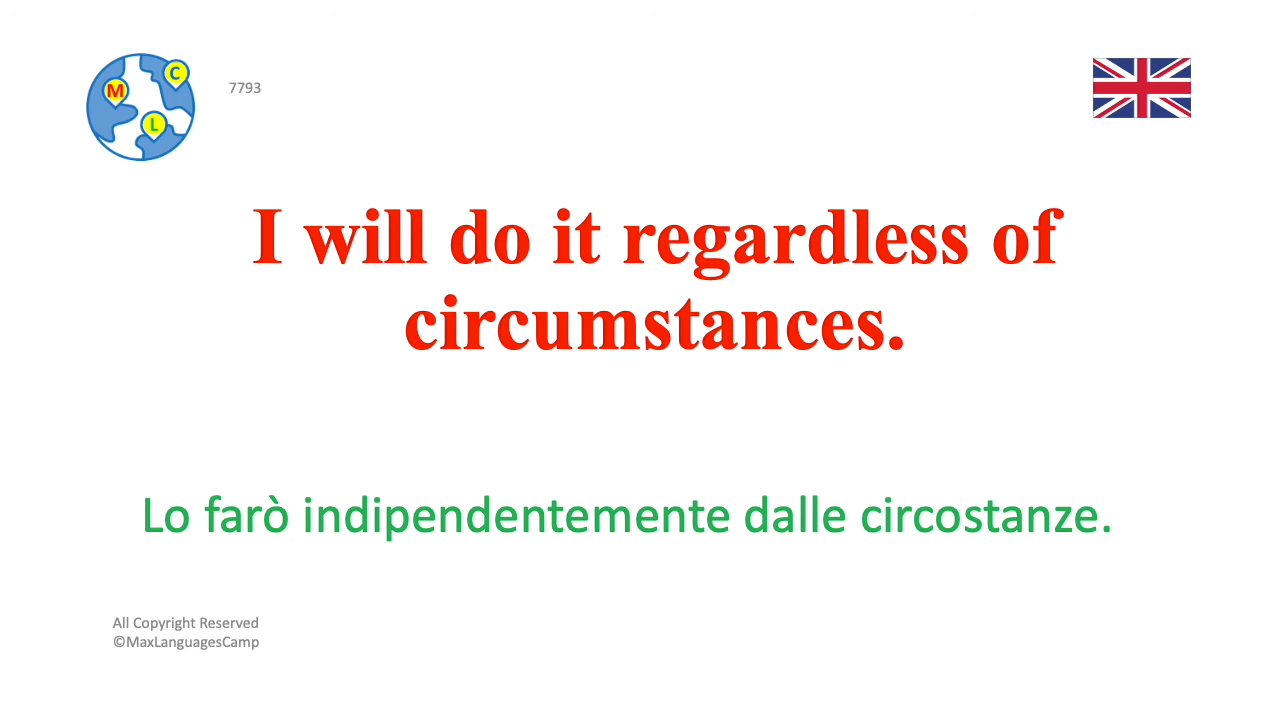 M
C
L
7793
I will do it regardless of
circumstances.
Lo farò indipendentemente dalle circostanze.
All Copyright Reserved
©MaxLanguagesCamp